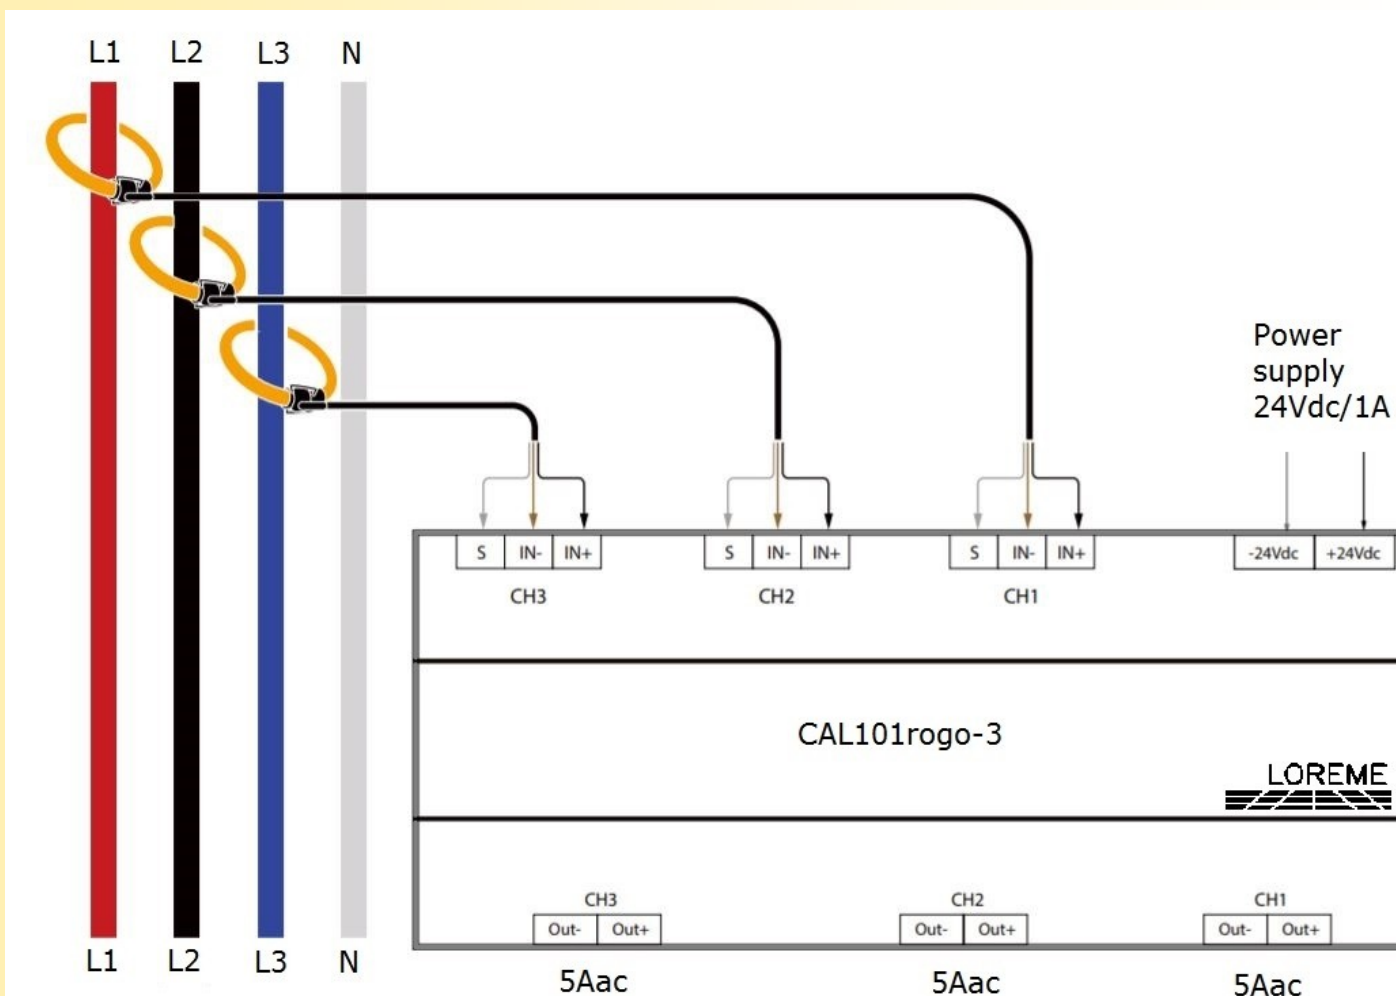 L1 L2 L3 N
Power
supply
24Vdc/1A
S IN- IN+ S IN- IN+ S IN- IN+ -24Vdc +24Vdc
CH3 CH2 CH1
CAL101rogo-3
LOREME
CH3 CH2 CH1
Out- Out+ Out- Out+ Out- Out+
L1 L2 L3 N
5Aac 5Aac 5Aac